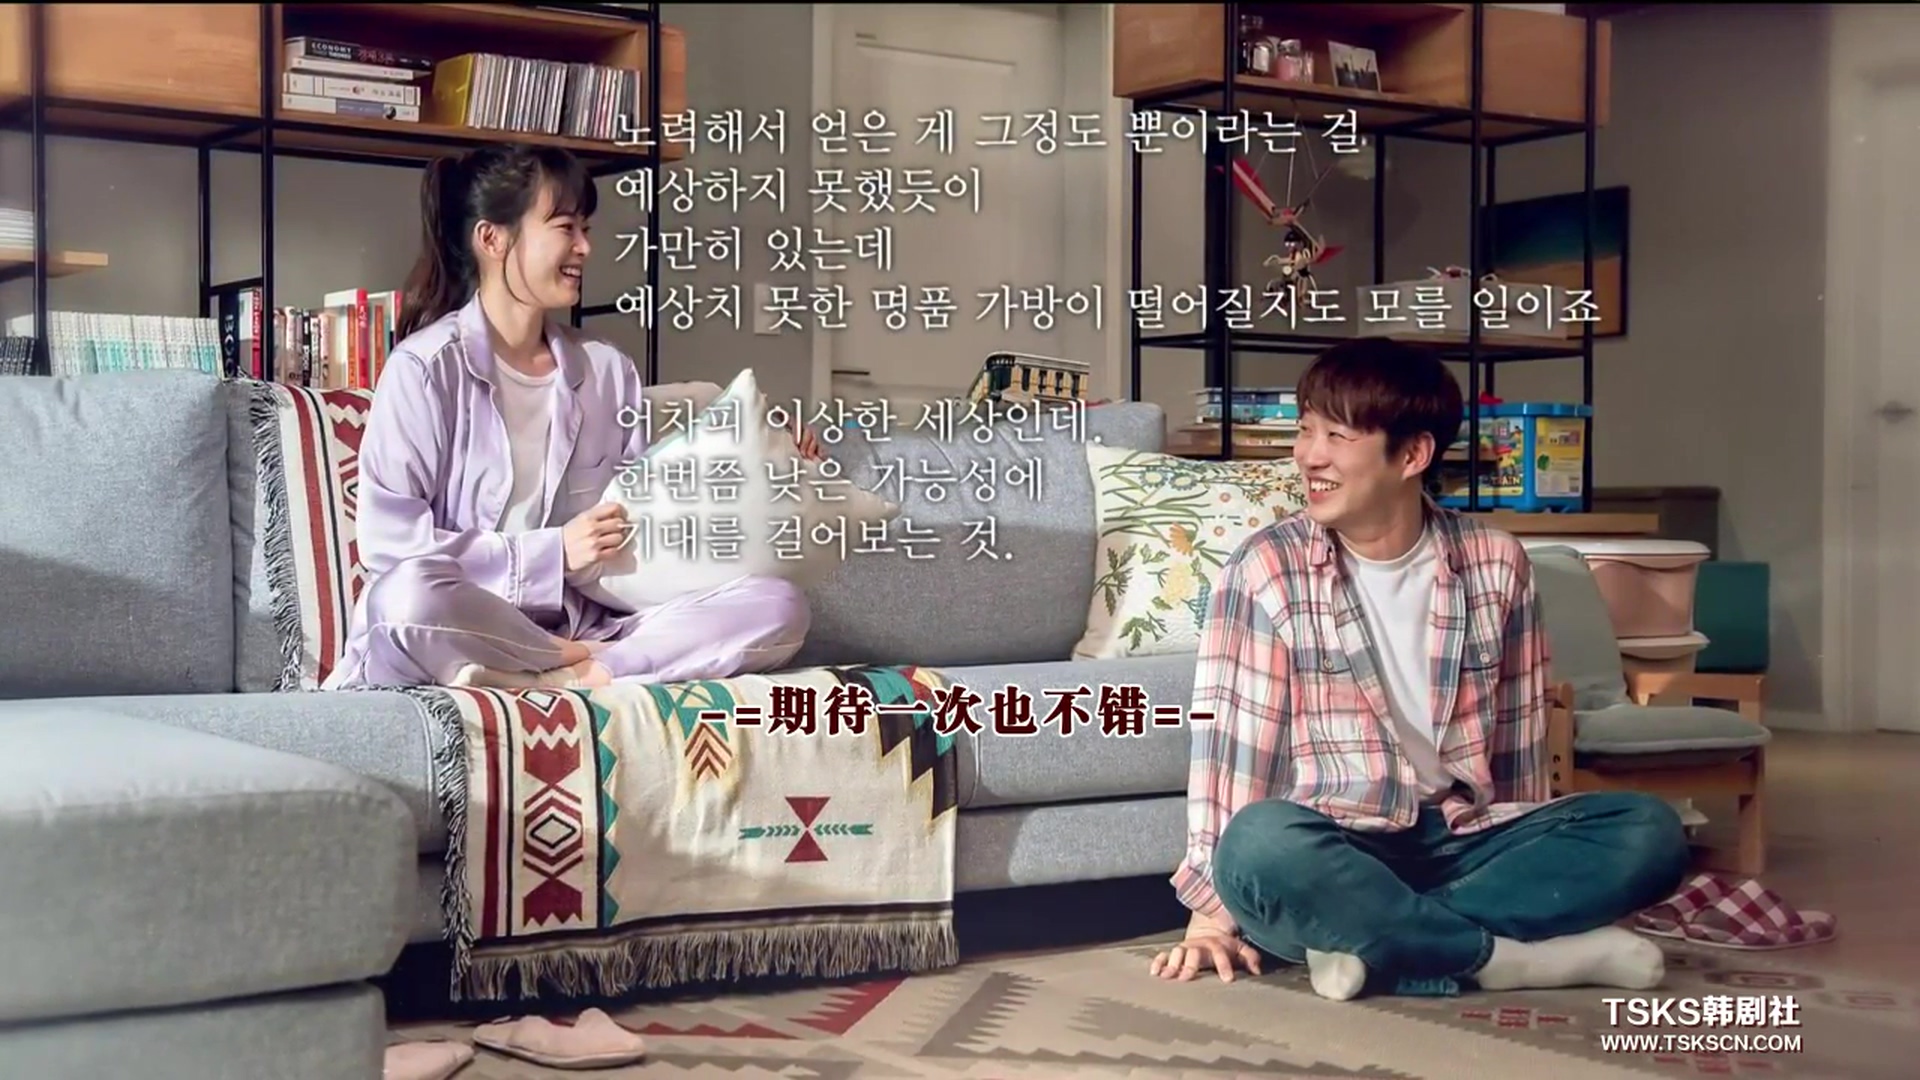 ECONOMY
노력해서 얻은 게 그정도 뿐이라는 걸
예상하지 못했듯이
가만히 있는데
예상치 못한 명품 가방이 떨어질지도 모를 일이죠
어차피 이상한 세상인데.
한번쯤 낮은 가능성에
기대를 걸어보는 것.
-=期待一次也不错=-
TSKS韩剧社
WWW.TSKSCN.COM